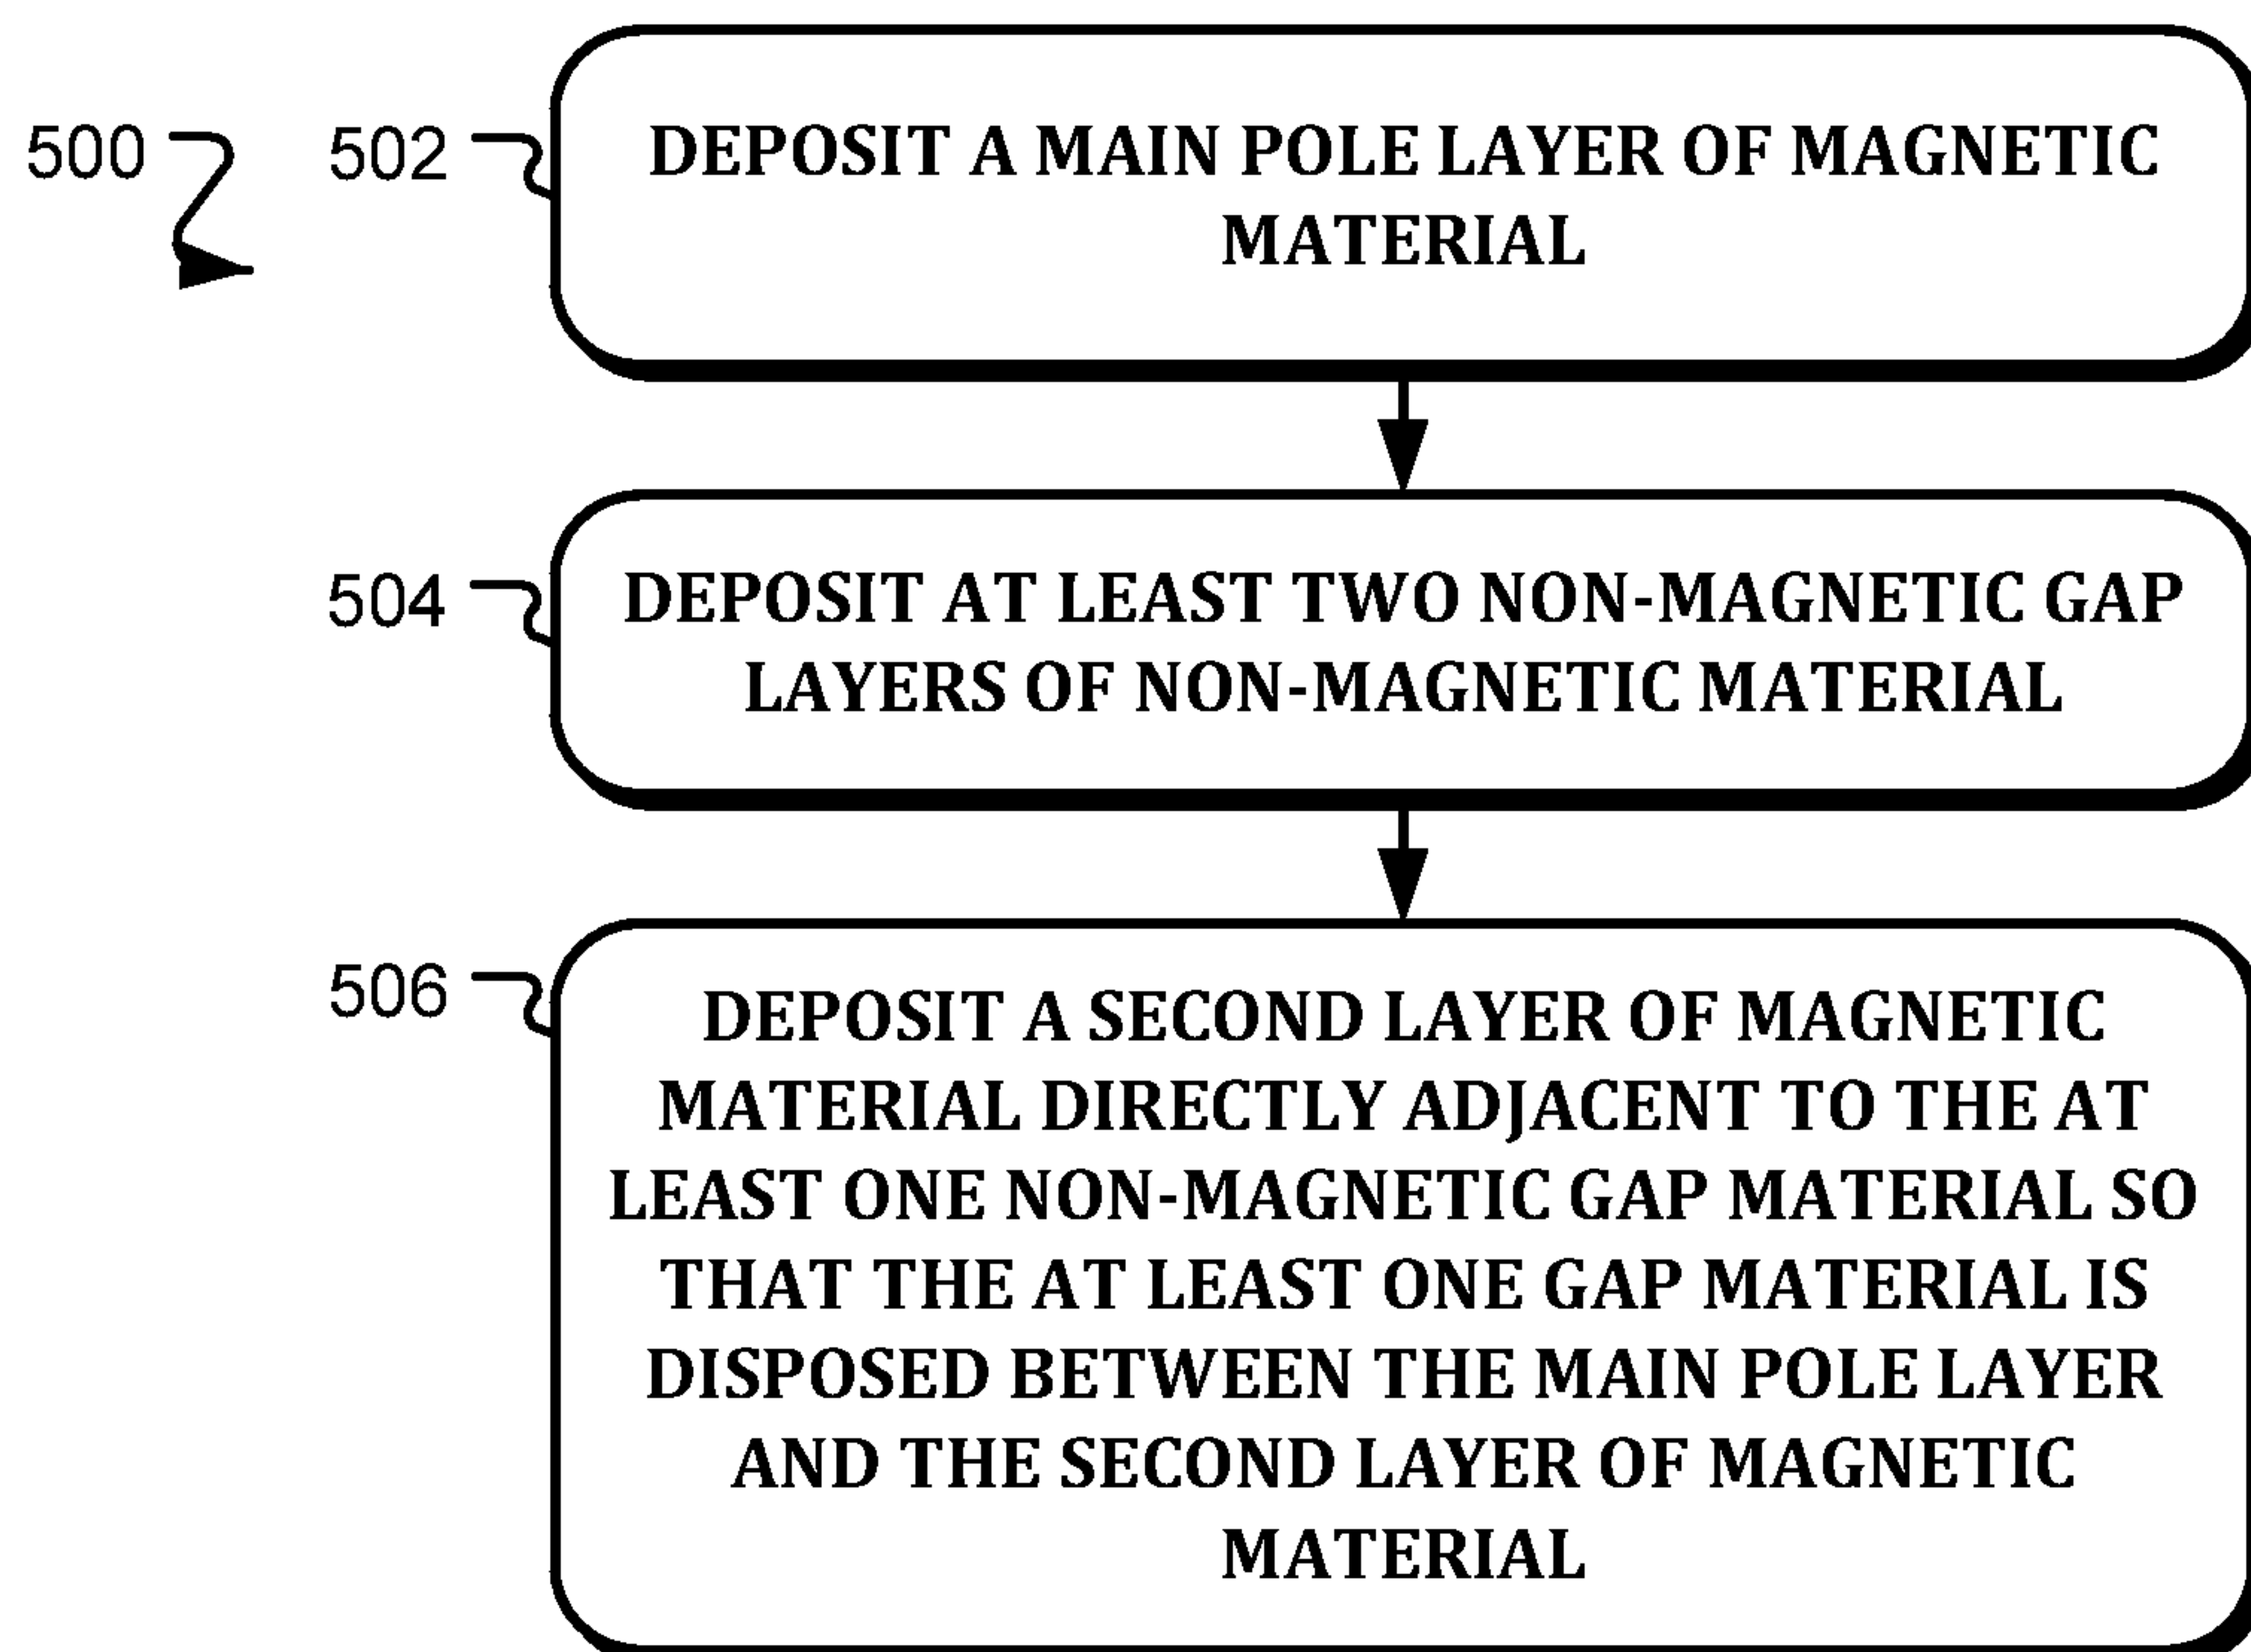 500
502
DEPOSIT A MAIN POLE LAYER OF MAGNETIC
MATERIAL
504
DEPOSIT AT LEAST TWO NON-MAGNETIC GAP
LAYERS OF NON-MAGNETIC MATERIAL
506
DEPOSIT A SECOND LAYER OF MAGNETIC
MATERIAL DIRECTLY ADJACENT TO THE AT
LEAST ONE NON-MAGNETIC GAP MATERIAL SO
THAT THE AT LEAST ONE GAP MATERIAL IS
DISPOSED BETWEEN THE MAIN POLE LAYER
AND THE SECOND LAYER OF MAGNETIC
MATERIAL